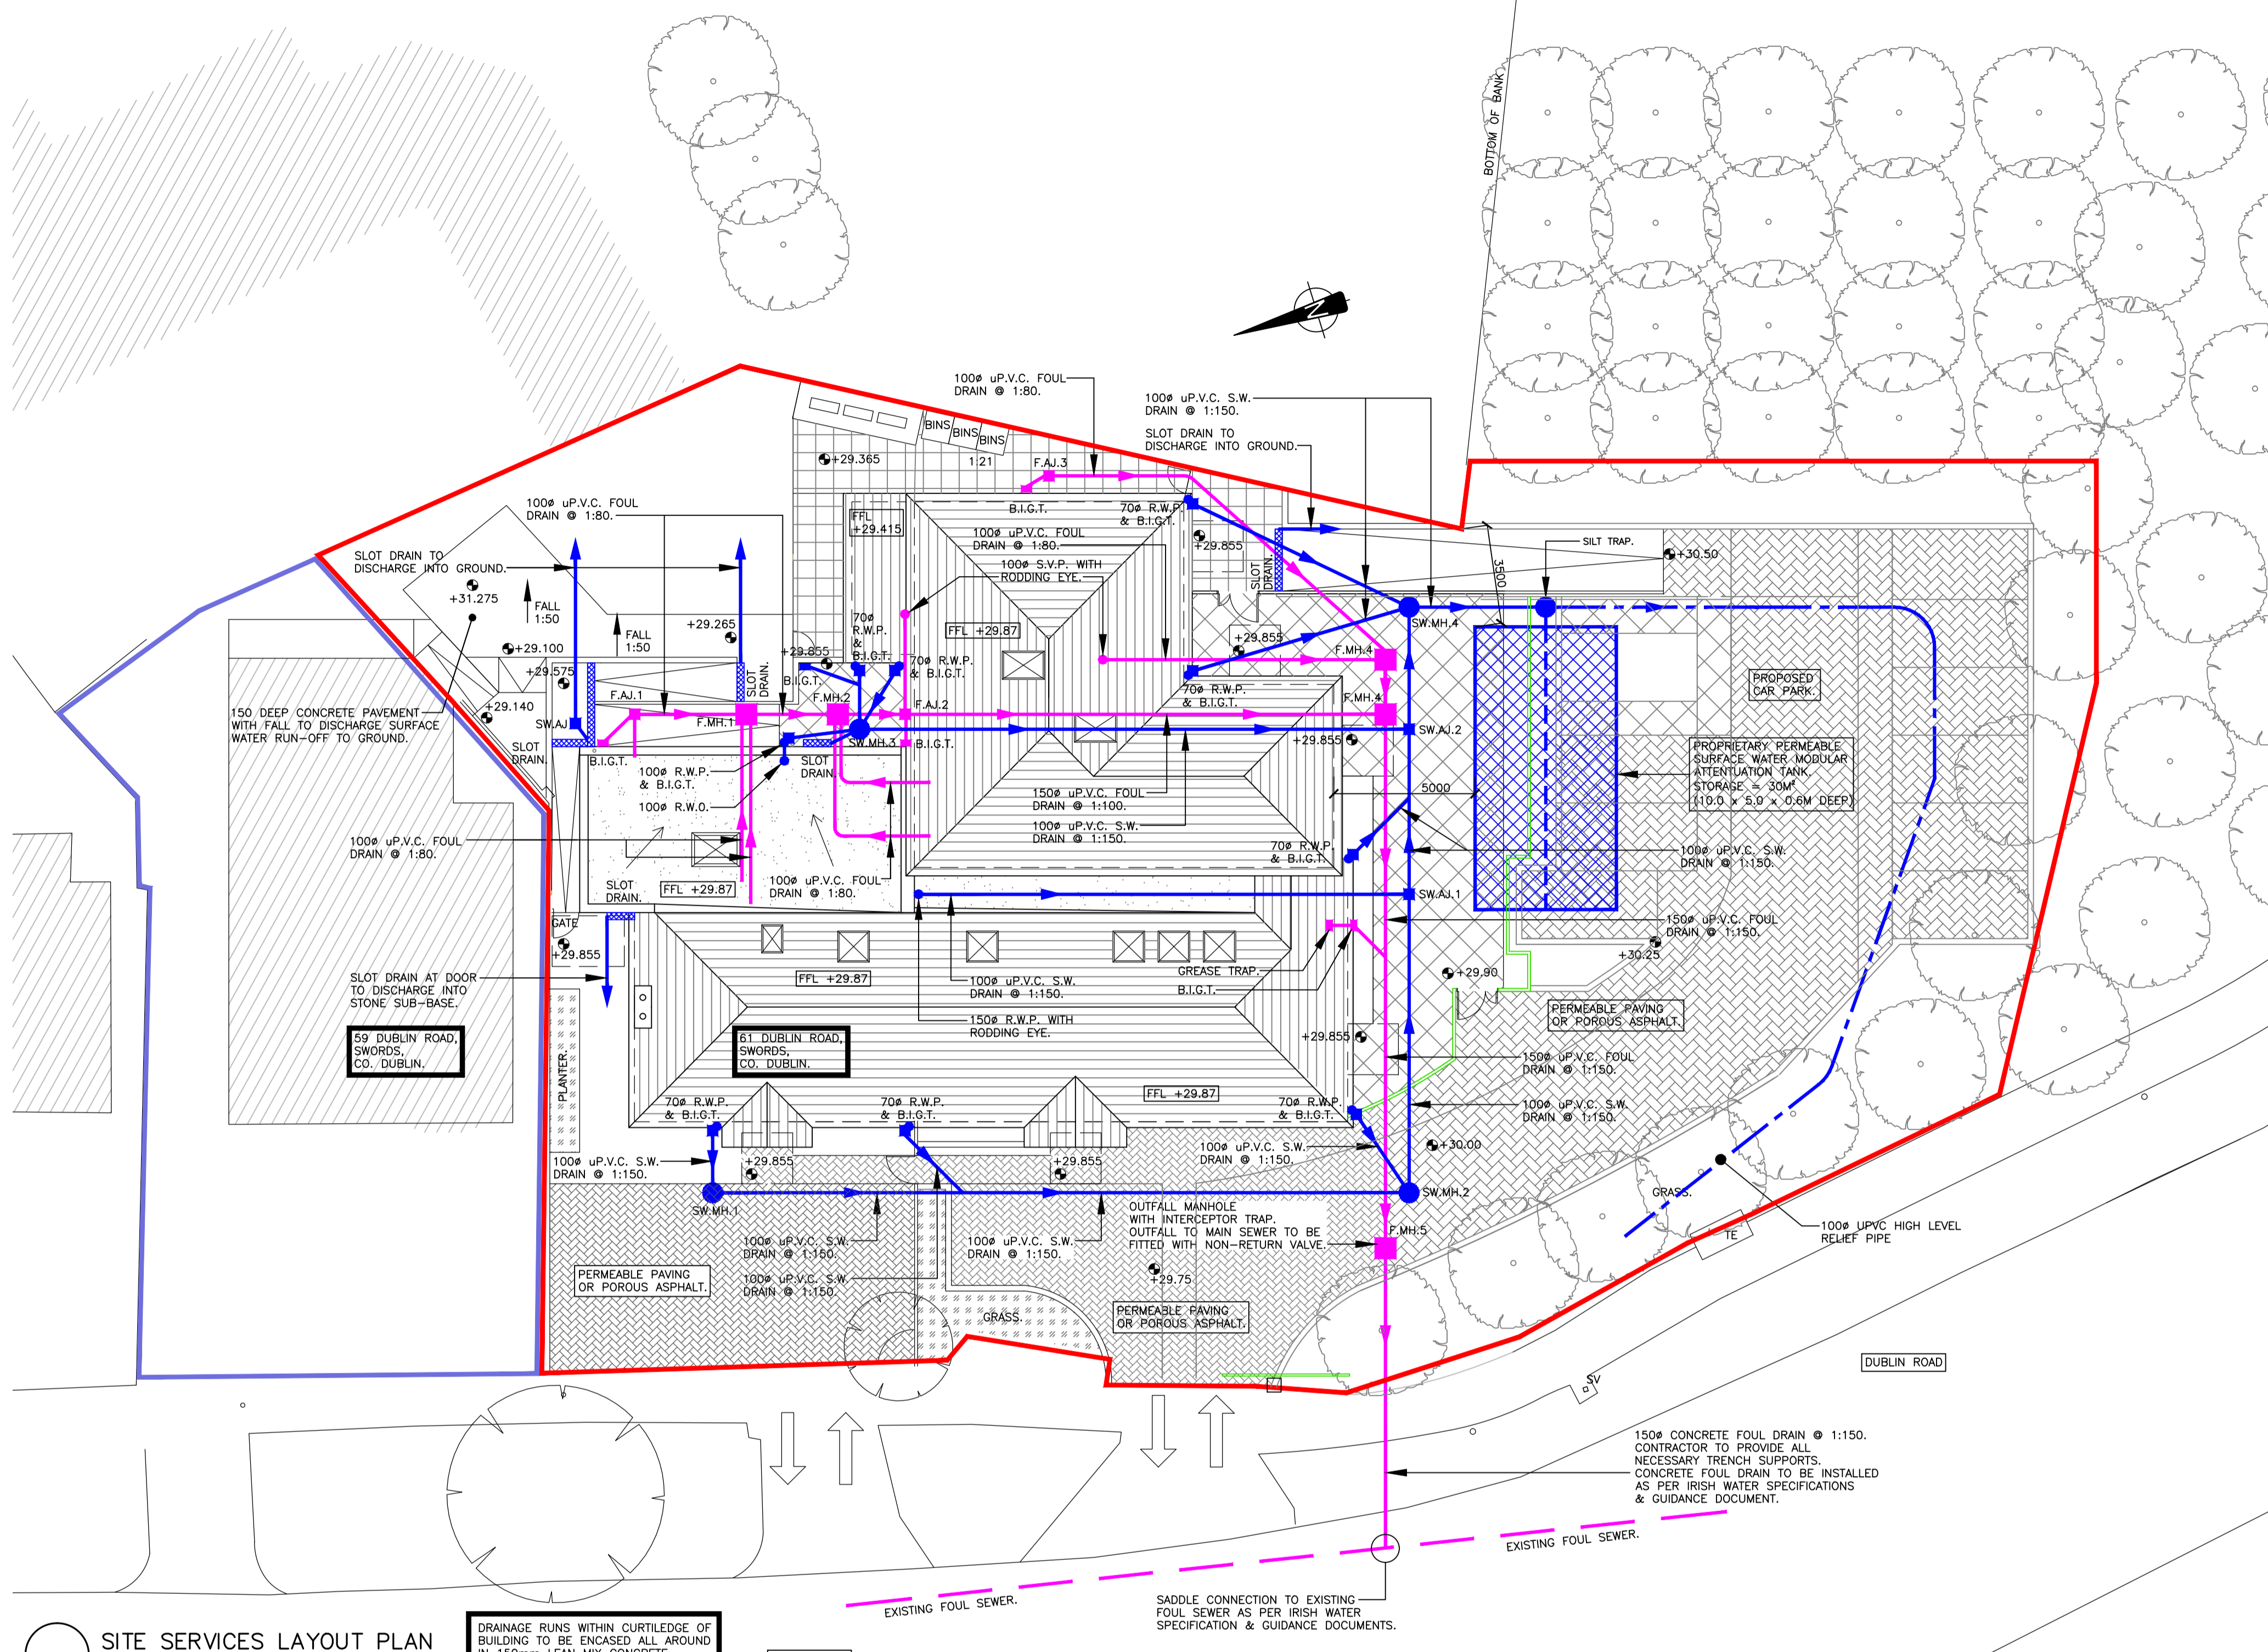 BOTTOM OF BANK
N
100ø uP.V.C. FOUL
DRAIN @ 1:80.
100ø uP.V.C. S.W.
DRAIN @ 1:150.
SLOT DRAIN TO
DISCHARGE INTO GROUND.
BINS
BINS
BINS
1:21
F.AJ.3
+29.365
B.I.G.T.
70ø R.W.P.
& B.I.G.T.
FFL
+29.415
100ø uP.V.C. FOUL
DRAIN @ 1:80.
SLOT DRAIN TO
DISCHARGE INTO GROUND.
100ø uP.V.C. FOUL
DRAIN @ 1:80.
100ø S.V.P. WITH
RODDING EYE.
+29.855
SLOT
DRAIN.
SILT TRAP.
+30.50
3500
+31.275
FALL
1:50
FALL
1:50
+29.265
+29.100
+29.575
+29.140
+29.855
70ø
R.W.P.
&
B.I.G.T.
70ø R.W.P.
& B.I.G.T.
B.I.G.T.
FFL +29.87
+29.855
SW.MH.4
F.MH.4
70ø R.W.P.
& B.I.G.T.
F.MH.4
PROPOSED
CAR PARK.
150 DEEP CONCRETE PAVEMENT
WITH FALL TO DISCHARGE SURFACE
WATER RUN-OFF TO GROUND.
SW.AJ
F.AJ.1
F.MH.1
SLOT
DRAIN.
F.MH.2
F.AJ.2
SW.MH.3
B.I.G.T.
SW.AJ.2
+29.855
SLOT
DRAIN.
B.I.G.T.
100ø R.W.P.
& B.I.G.T.
100ø R.W.O.
SLOT
DRAIN.
150ø uP.V.C. FOUL
DRAIN @ 1:100.
100ø uP.V.C. S.W.
DRAIN @ 1:150.
5000
PROPRIETARY PERMEABLE
SURFACE WATER MODULAR
ATTENTUATION TANK.
STORAGE = 30M³
(10.0 x 5.0 x 0.6M DEEP)
100ø uP.V.C. FOUL
DRAIN @ 1:80.
70ø R.W.P.
& B.I.G.T.
100ø uP.V.C. S.W.
DRAIN @ 1:150.
SLOT
DRAIN.
FFL +29.87
100ø uP.V.C. FOUL
DRAIN @ 1:80.
SW.AJ.1
150ø uP.V.C. FOUL
DRAIN @ 1:150.
GATE
+29.855
+30.25
SLOT DRAIN AT DOOR
TO DISCHARGE INTO
STONE SUB-BASE.
FFL +29.87
100ø uP.V.C. S.W.
DRAIN @ 1:150.
GREASE TRAP.
B.I.G.T.
+29.90
150ø R.W.P. WITH
RODDING EYE.
PERMEABLE PAVING
OR POROUS ASPHALT.
59 DUBLIN ROAD,
SWORDS,
CO. DUBLIN.
61 DUBLIN ROAD,
SWORDS,
CO. DUBLIN.
+29.855
150ø uP.V.C. FOUL
DRAIN @ 1:150.
PLANTER.
FFL +29.87
70ø R.W.P.
& B.I.G.T.
70ø R.W.P.
& B.I.G.T.
70ø R.W.P.
& B.I.G.T.
100ø uP.V.C. S.W.
DRAIN @ 1:150.
100ø uP.V.C. S.W.
DRAIN @ 1:150.
+29.855
+29.855
100ø uP.V.C. S.W.
DRAIN @ 1:150.
+30.00
SW.MH.1
SW.MH.2
GRASS.
OUTFALL MANHOLE
WITH INTERCEPTOR TRAP.
OUTFALL TO MAIN SEWER TO BE
FITTED WITH NON-RETURN VALVE.
F.MH.5
100ø UPVC HIGH LEVEL
RELIEF PIPE
TE
100ø uP.V.C. S.W.
DRAIN @ 1:150.
100ø uP.V.C. S.W.
DRAIN @ 1:150.
100ø uP.V.C. S.W.
DRAIN @ 1:150.
PERMEABLE PAVING
OR POROUS ASPHALT.
+29.75
GRASS.
PERMEABLE PAVING
OR POROUS ASPHALT.
DUBLIN ROAD
SV
150ø CONCRETE FOUL DRAIN @ 1:150.
CONTRACTOR TO PROVIDE ALL
NECESSARY TRENCH SUPPORTS.
CONCRETE FOUL DRAIN TO BE INSTALLED
AS PER IRISH WATER SPECIFICATIONS
& GUIDANCE DOCUMENT.
EXISTING FOUL SEWER.
EXISTING FOUL SEWER.
SADDLE CONNECTION TO EXISTING
FOUL SEWER AS PER IRISH WATER
SPECIFICATION & GUIDANCE DOCUMENTS.
SITE SERVICES LAYOUT PLAN
DRAINAGE RUNS WITHIN CURTILEDGE OF
BUILDING TO BE ENCASED ALL AROUND
IN 150mm LEAN MIX CONCRETE